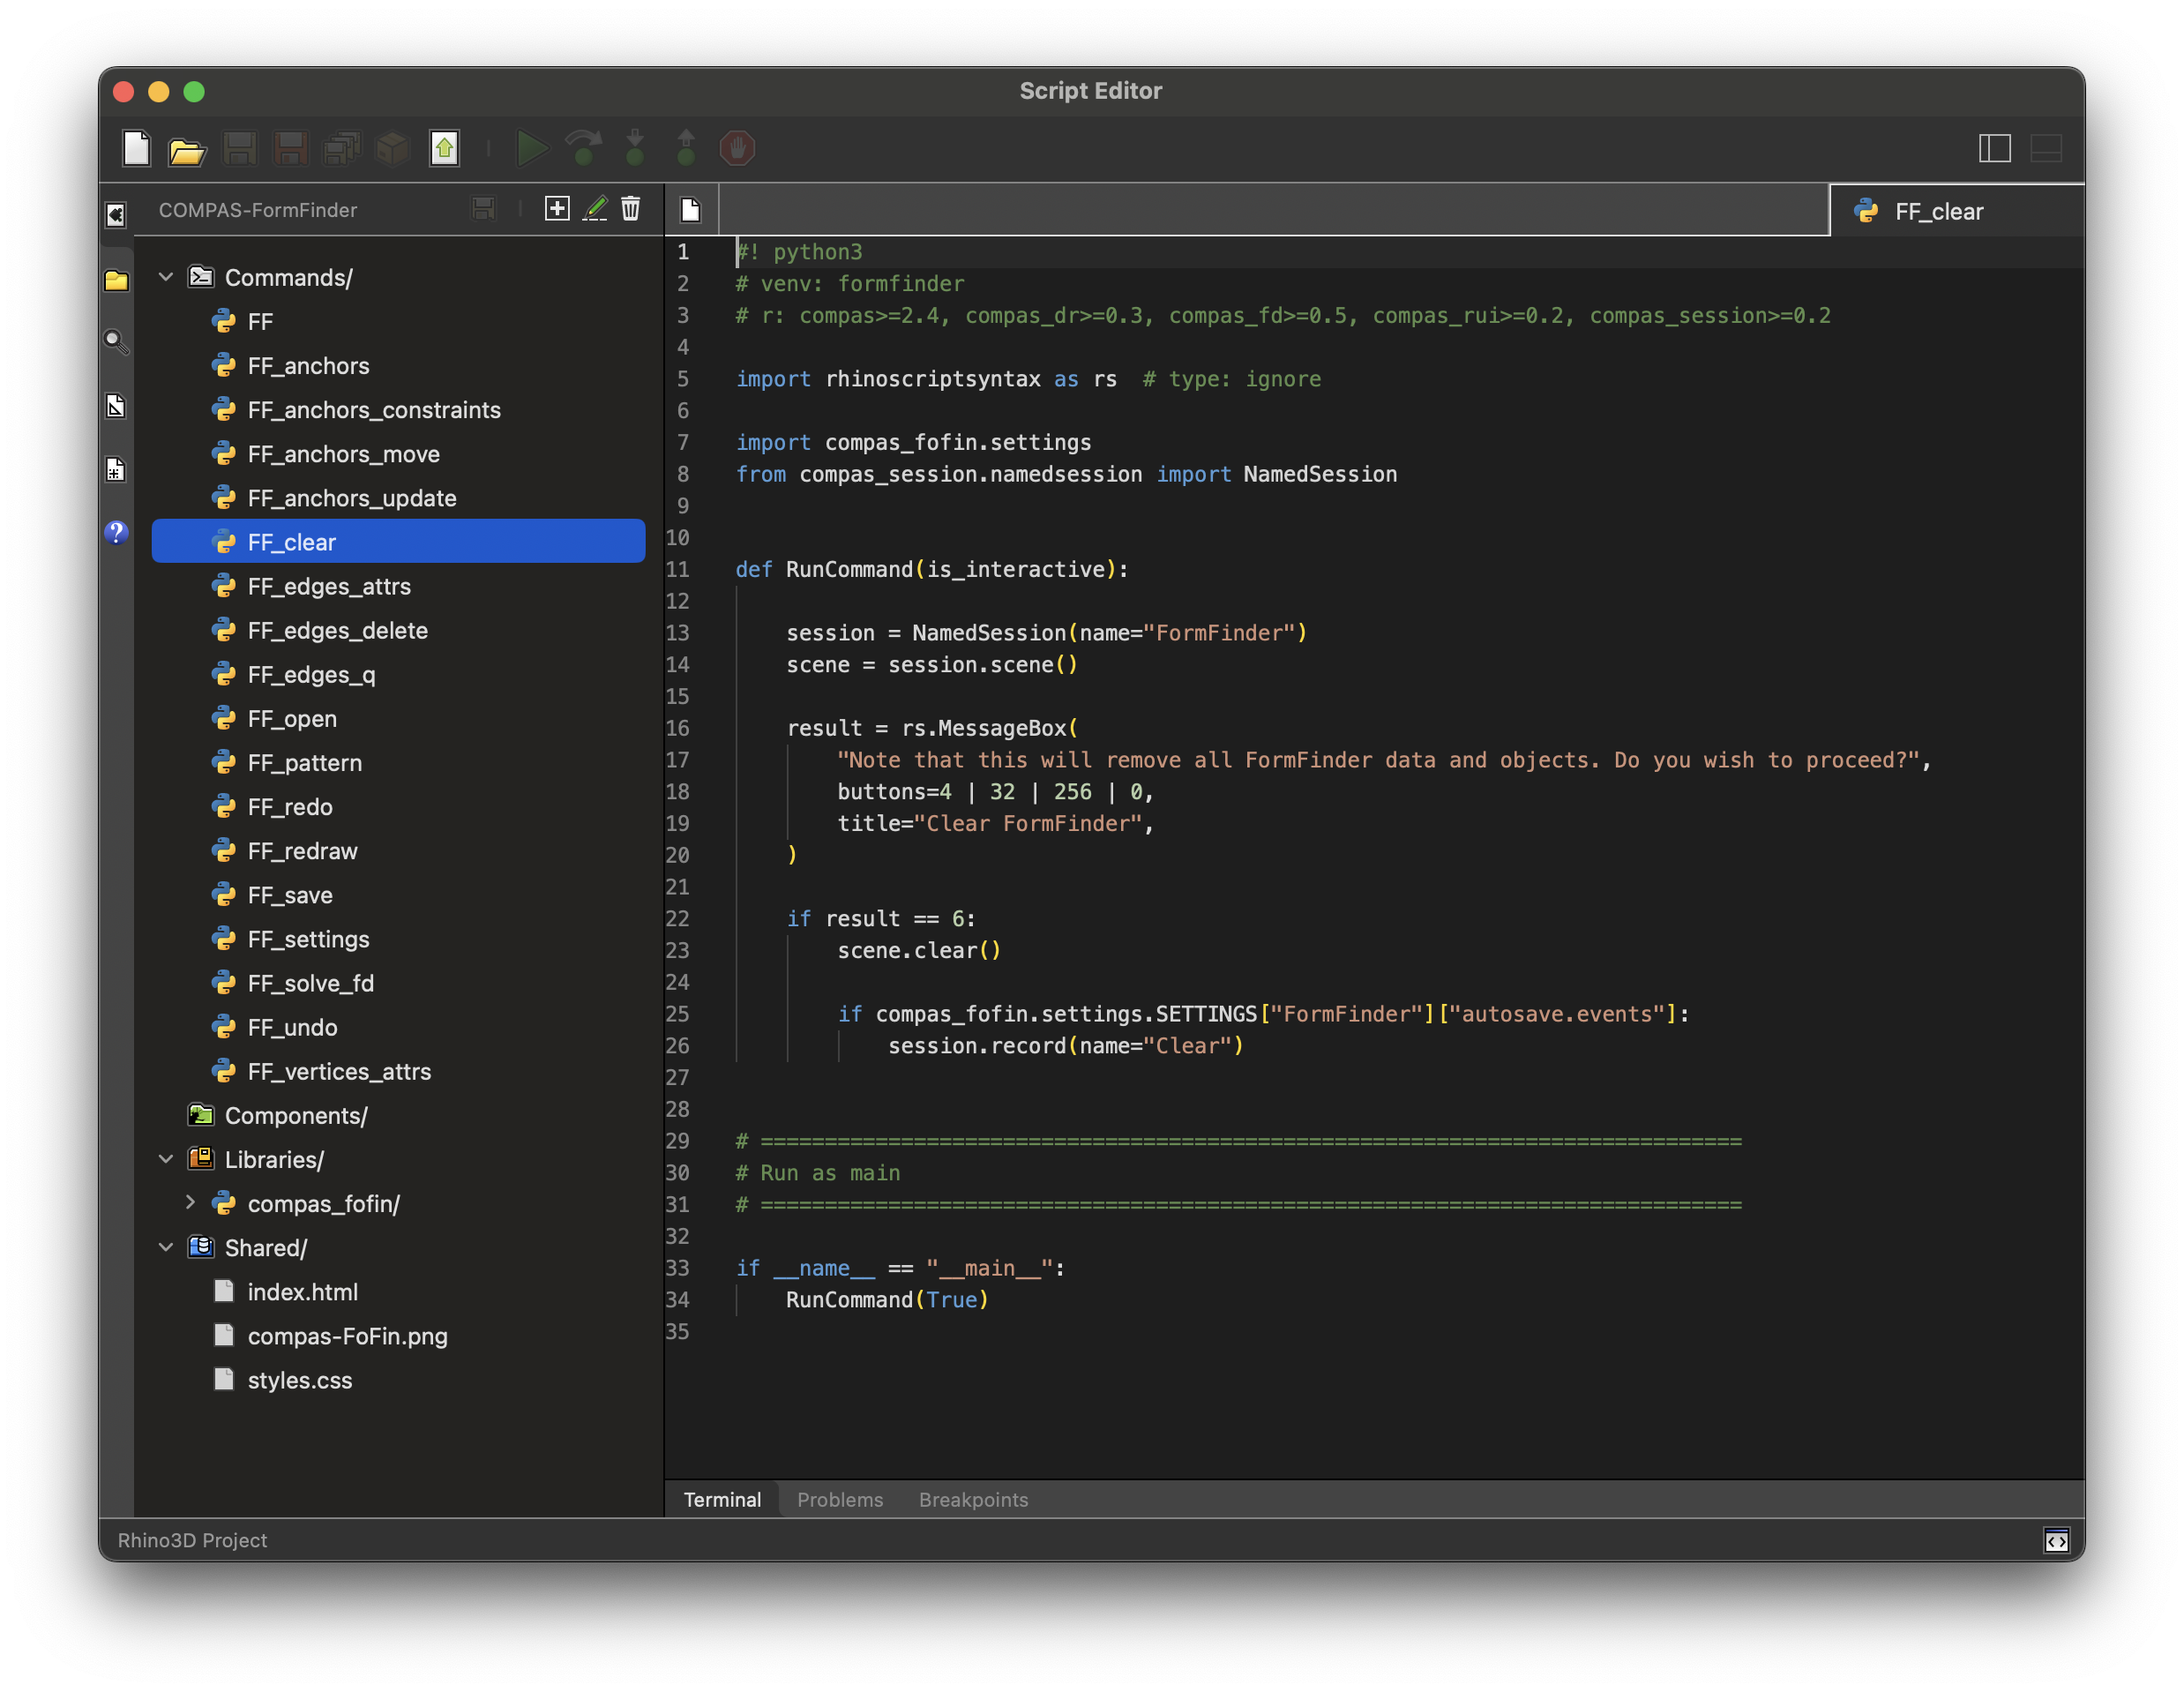 Script Editor
COMPAS-FormFinder
Commands/
FF
FF_anchors
FF_anchors_constraints
FF_anchors_move
FF_anchors_update
FF_clear
FF_edges_attrs
FF_edges_delete
FF_edges_q
FF_open
FF_pattern
FF_redo
FF_redraw
FF_save
FF_settings
FF_solve_fd
FF_undo
FF_vertices_attrs
Components/
Libraries/
compas_fofin/
Shared/
index.html
compas-FoFin.png
styles.css
FF_clear
1 #! python3
2 # venv: formfinder
3 # r: compas>=2.4, compas_dr>=0.3, compas_fd>=0.5, compas_rui>=0.2, compas_session>=0.2
4
5 import rhinoscriptsyntax as rs  # type: ignore
6
7 import compas_fofin.settings
8 from compas_session.namedsession import NamedSession
9
10
11 def RunCommand(is_interactive):
12
13     session = NamedSession(name="FormFinder")
14     scene = session.scene()
15
16     result = rs.MessageBox(
17         "Note that this will remove all FormFinder data and objects. Do you wish to proceed?",
18         buttons=4 | 32 | 256 | 0,
19         title="Clear FormFinder",
20     )
21
22     if result == 6:
23         scene.clear()
24
25         if compas_fofin.settings.SETTINGS["FormFinder"]["autosave.events"]:
26             session.record(name="Clear")
27
28
29 # =============================================================================
30 # Run as main
31 # =============================================================================
32
33 if __name__ == "__main__":
34     RunCommand(True)
35
Terminal Problems Breakpoints
Rhino3D Project